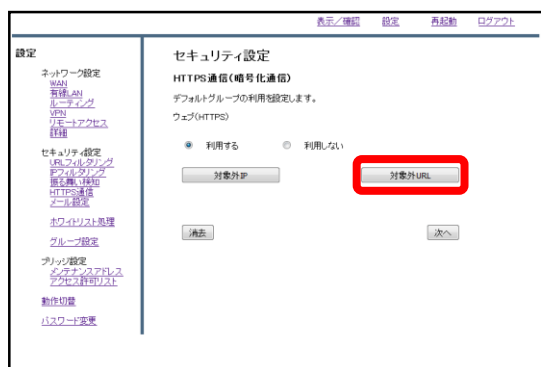 表示／確認 設定 再起動 ログアウト
設定
ネットワーク設定
WAN
有線LAN
ルーティング
VPN
リモートアクセス
詳細
セキュリティ設定
URLフィルタリング
IPフィルタリング
振る舞い検知
HTTPS通信
メール設定
ホワイトリスト処理
グループ設定
ブリッジ設定
メンテナンスアドレス
アクセス許可リスト
動作切替
パスワード変更
セキュリティ設定
HTTPS通信(暗号化通信)
デフォルトグループの利用を設定します。
ウェブ(HTTPS)
利用する 利用しない
対象外IP 対象外URL
消去 次へ